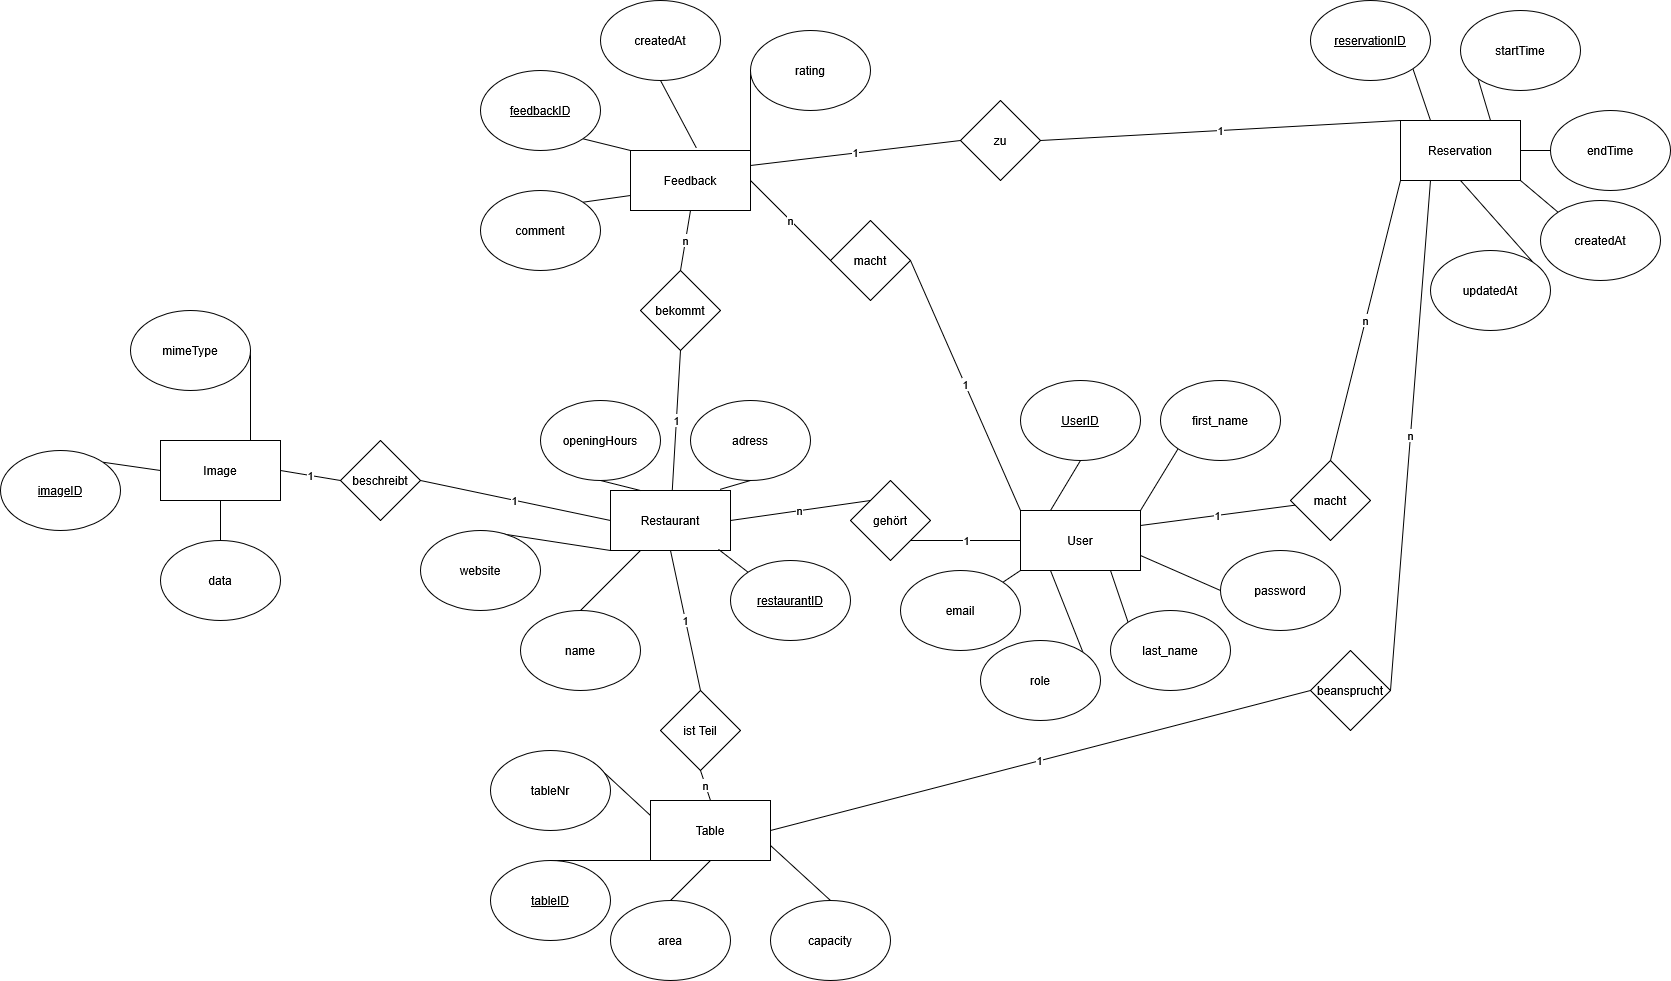 createdAt
reservationID
startTime
rating
feedbackID
1
zu
endTime
Reservation
1
Feedback
n
comment
createdAt
n
macht
updatedAt
bekommt
n
mimeType
1
1
UserID
first_name
openingHours
adress
n
Image
1
beschreibt
imageID
1
macht
n
1
Restaurant
gehört
1
User
website
data
restaurantID
password
email
1
name
last_name
role
beansprucht
ist Teil
1
n
tableNr
Table
tableID
area
capacity